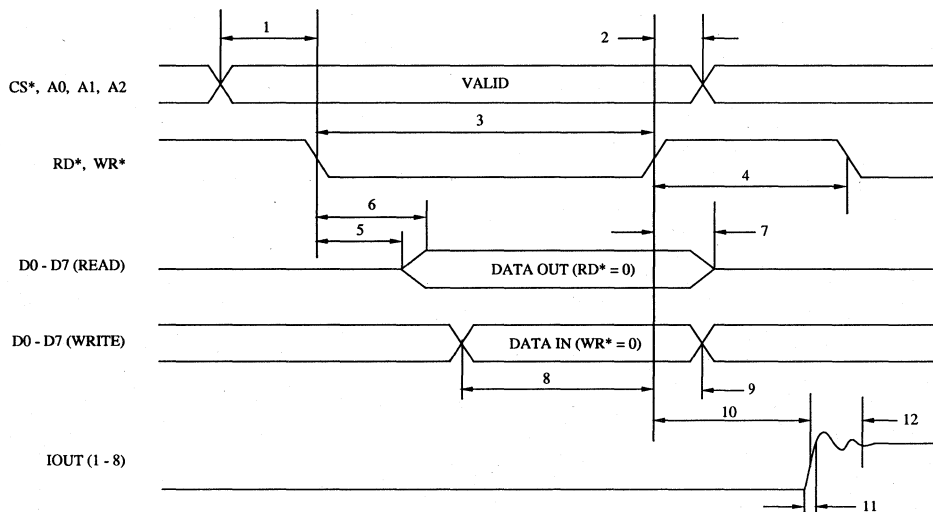 1
2
CS*, A0, A1, A2
VALID
3
RD*, WR*
4
6
5
7
D0 - D7 (READ)
DATA OUT (RD* = 0)
D0 - D7 (WRITE)
DATA IN (WR* = 0)
8
9
10
12
IOUT (1 - 8)
11